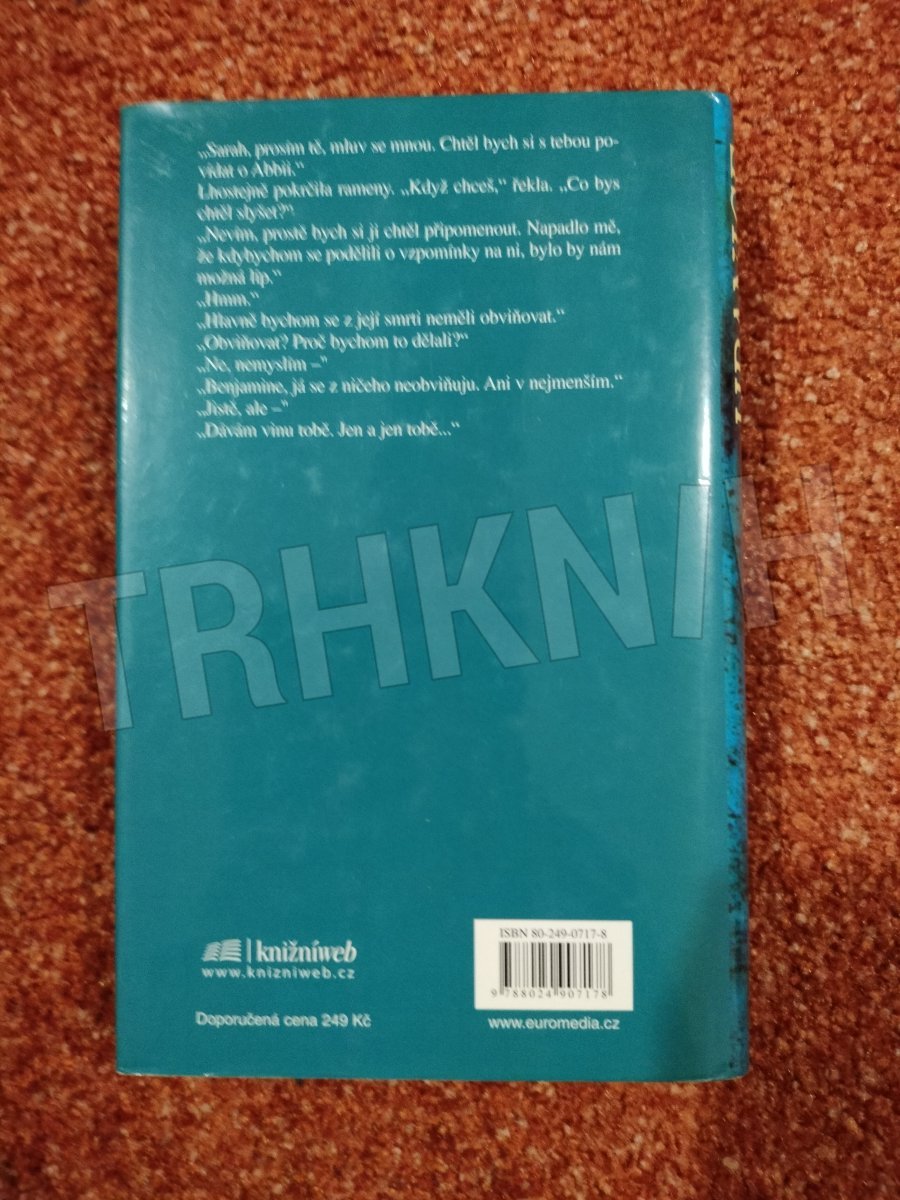 „Sarah, prosím tě, mluv se mnou. Chtěl bych si s tebou po-
vídat o Abbii.“
Lhostejně pokrčila rameny. „Když chceš,“ řekla. „Co bys
chtěl slyšet?“
„Nevím, prostě bych si ji chtěl připomenout. Napadlo mě,
že kdybychom se podělili o vzpomínky na ni, bylo by nám
možná líp.“
„Hmm.“
„Hlavně bychom se z její smrti neměli obviňovat.“
„Obviňovat? Proč bychom to dělali?“
„No, nemyslím –"
„Benjamine, já se z ničeho neobviňuju. Ani v nejmenším.“
„Jistě, ale –"
„Dávám vinu tobě. Jen a jen tobě...“
TRHKNIH
knižníweb
www.knizniweb.cz
Doporučená cena 249 Kč
ISBN 80-249-0717-8
9 788024 907178
www.euromedia.cz